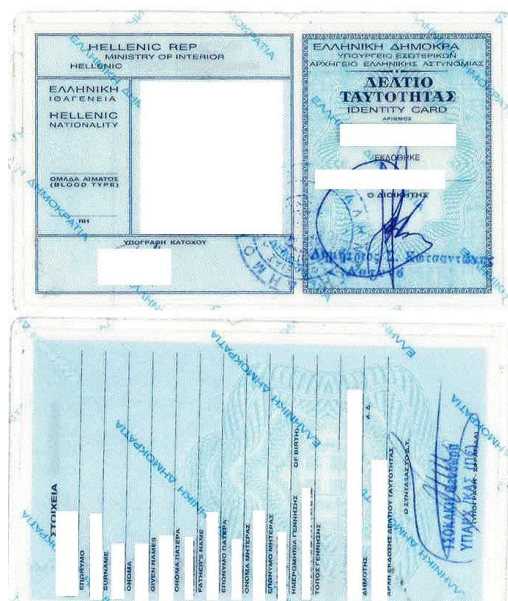 HELLENIC REP
MINISTRY OF INTERIOR
HELLENIC
ΕΛΛΗΝΙΚΗ
ΙΘΑΓΕΝΕΙΑ
HELLENIC
NATIONALITY
ΟΜΑΔΑ ΑΙΜΑΤΟΣ
(BLOOD TYPE)
RH
ΥΠΟΓΡΑΦΗ ΚΑΤΟΧΟΥ
ΕΛΛΗΝΙΚΗ ΔΗΜΟΚΡΑ
ΥΠΟΥΡΓΕΙΟ ΕΣΩΤΕΡΙΚΩΝ
ΑΡΧΗΓΕΙΟ ΕΛΛΗΝΙΚΗΣ ΑΣΤΥΝΟΜΙΑΣ
ΔΕΛΤΙΟ
ΤΑΥΤΟΤΗΤΑΣ
IDENTITY CARD
ΑΡΙΘΜΟΣ
ΕΚΔΟΘΗΚΕ
Ο ΔΙΟΙΚΗΤΗΣ
ΣΤΟΙΧΕΙΑ
ΕΠΩΝΥΜΟ
SURNAME
ΟΝΟΜΑ
GIVEN NAMES
ΟΝΟΜΑ ΠΑΤΕΡΑ
FATHER'S NAME
ΕΠΩΝΥΜΟ ΠΑΤΕΡΑ
ΟΝΟΜΑ ΜΗΤΕΡΑΣ
ΕΠΩΝΥΜΟ ΜΗΤΕΡΑΣ
ΗΜΕΡΟΜΗΝΙΑ ΓΕΝΝΗΣΗΣ OF BIRTH)
ΤΟΠΟΣ ΓΕΝΝΗΣΗΣ
ΔΗΜΟΤΗΣ Α.Δ.
ΑΡΧΗ ΕΚΔΟΣΗΣ ΔΕΛΤΙΟΥ ΤΑΥΤΟΤΗΤΑΣ
Ο ΣΥΝΤΑΞΑΣ ΤΟ Δ.Τ.
ΕΛΛΗΝΙΚΗ ΔΗΜΟΚΡΑΤΙΑ